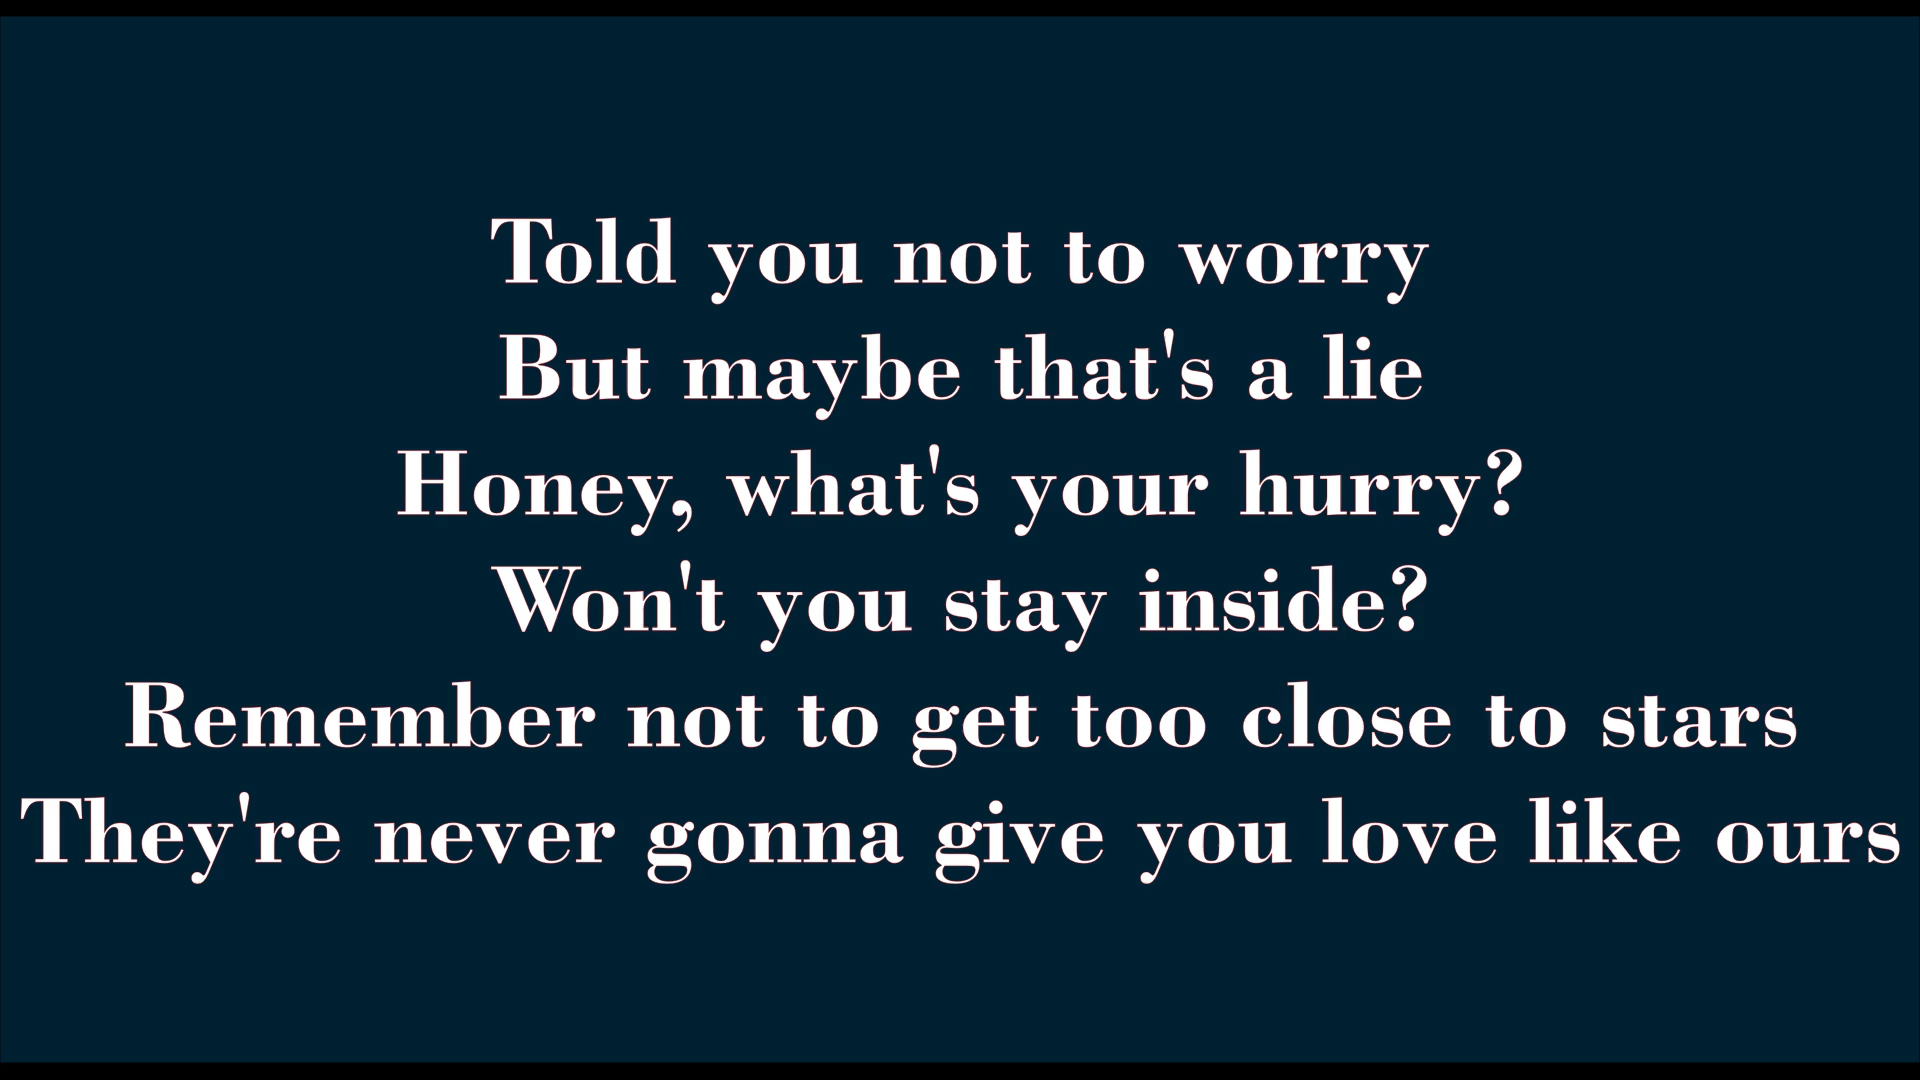 Told you not to worry
But maybe that's a lie
Honey, what's your hurry?
Won't you stay inside?
Remember not to get too close to stars
They're never gonna give you love like ours